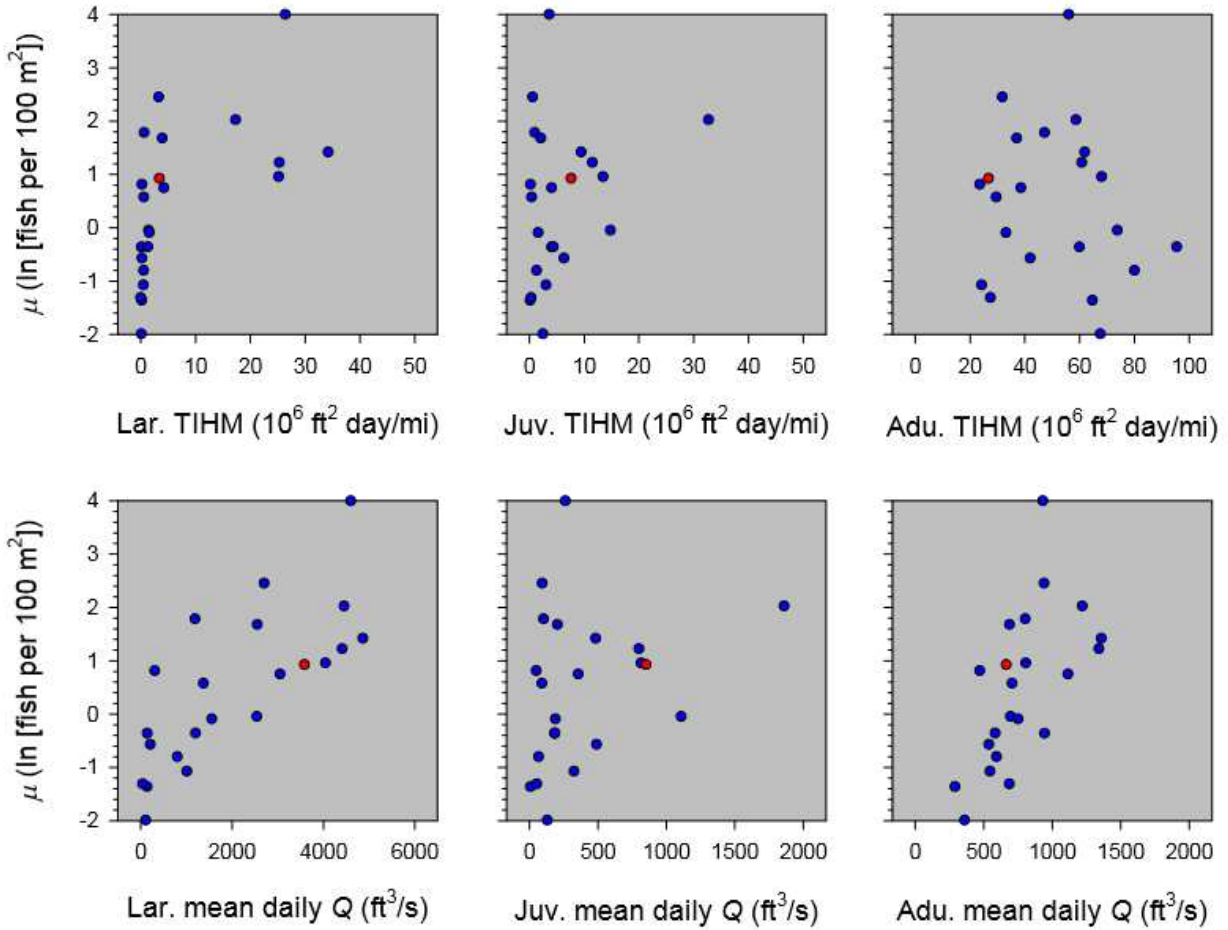 4
3
2
1
0
-1
-2
μ (ln [fish per 100 m²])
0 10 20 30 40 50
0 10 20 30 40 50
0 20 40 60 80 100
Lar. TIHM (10⁶ ft² day/mi)
Juv. TIHM (10⁶ ft² day/mi)
Adu. TIHM (10⁶ ft² day/mi)
4
3
2
1
0
-1
-2
μ (ln [fish per 100 m²])
0 2000 4000 6000
0 500 1000 1500 2000
0 500 1000 1500 2000
Lar. mean daily Q (ft³/s)
Juv. mean daily Q (ft³/s)
Adu. mean daily Q (ft³/s)